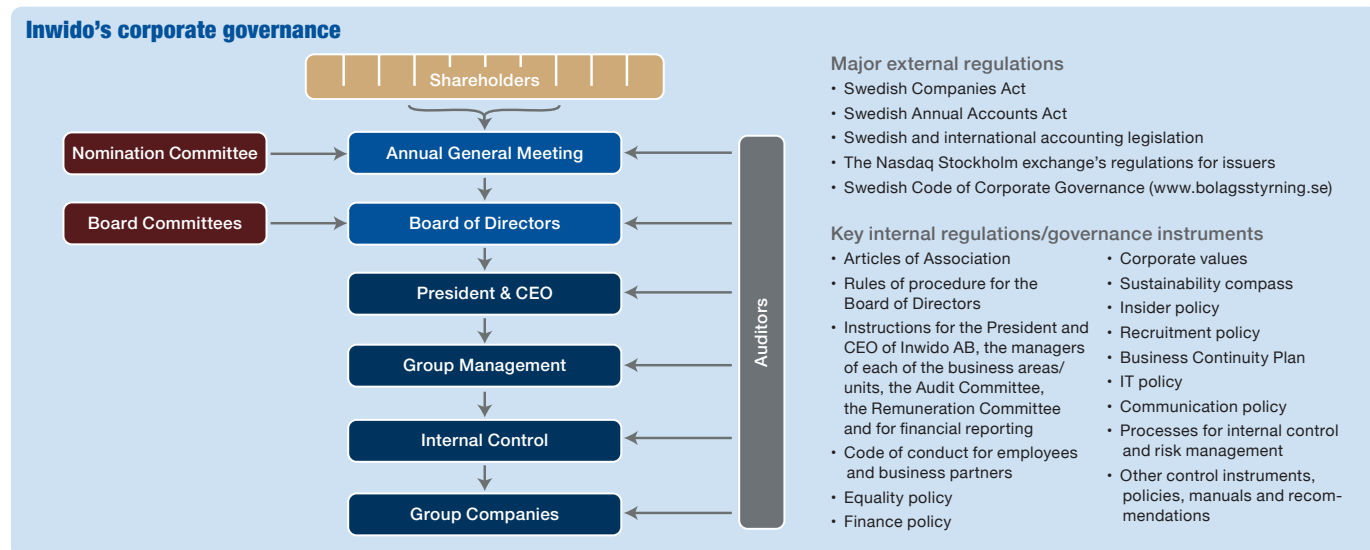 Inwido's corporate governance
Shareholders
Nomination Committee
Annual General Meeting
Board Committees
Board of Directors
President & CEO
Group Management
Internal Control
Group Companies
Auditors
Major external regulations
• Swedish Companies Act
• Swedish Annual Accounts Act
• Swedish and international accounting legislation
• The Nasdaq Stockholm exchange's regulations for issuers
• Swedish Code of Corporate Governance (www.bolagsstyrning.se)
Key internal regulations/governance instruments
• Articles of Association
• Rules of procedure for the
Board of Directors
• Instructions for the President and
CEO of Inwido AB, the managers
of each of the business areas/
units, the Audit Committee,
the Remuneration Committee
and for financial reporting
• Code of conduct for employees
and business partners
• Equality policy
• Finance policy
• Corporate values
• Sustainability compass
• Insider policy
• Recruitment policy
• Business Continuity Plan
• IT policy
• Communication policy
• Processes for internal control
and risk management
• Other control instruments,
policies, manuals and recom-
mendations